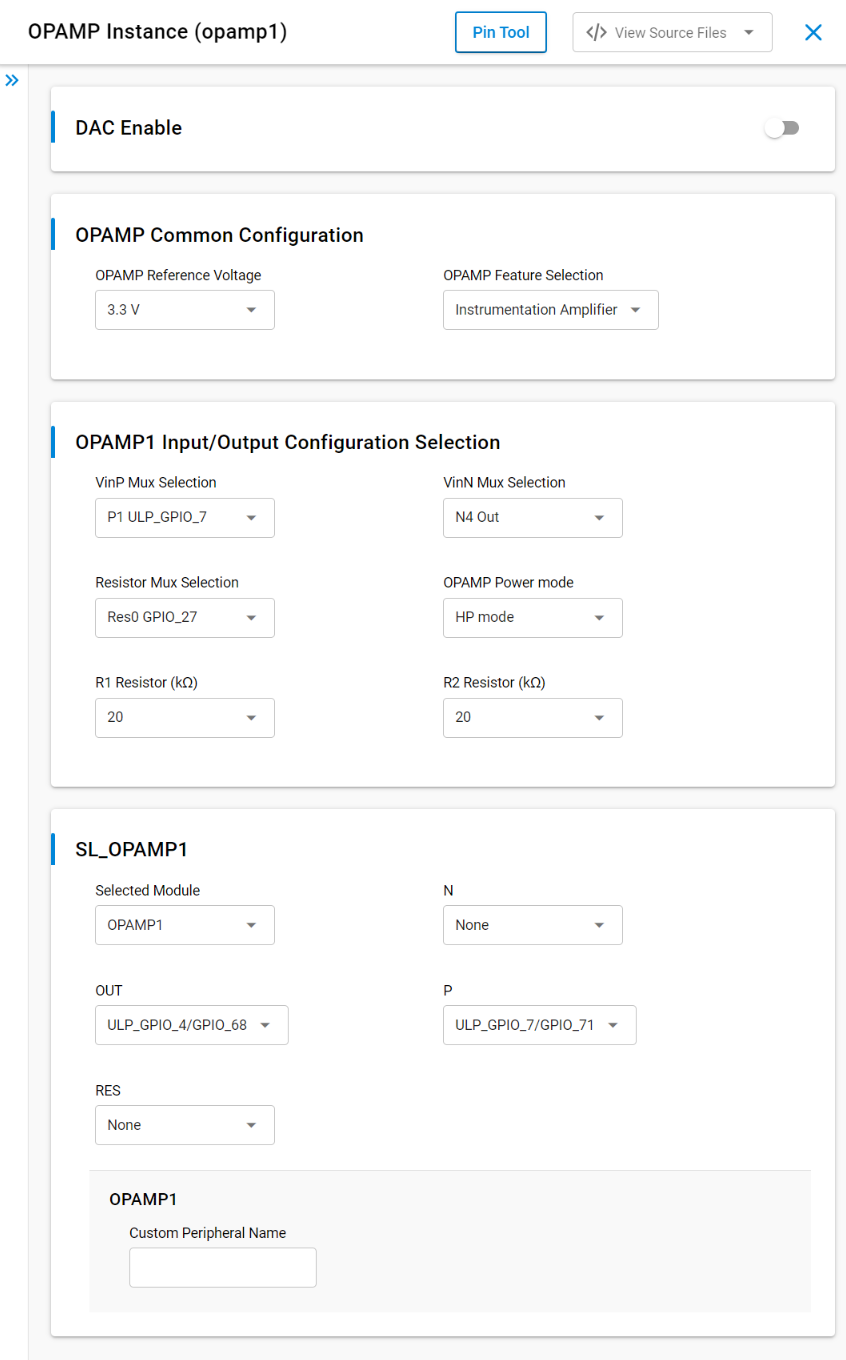 OPAMP Instance (opamp1)
Pin Tool
</> View Source Files
DAC Enable
OPAMP Common Configuration
OPAMP Reference Voltage
OPAMP Feature Selection
3.3 V
Instrumentation Amplifier
OPAMP1 Input/Output Configuration Selection
VinP Mux Selection
VinN Mux Selection
P1 ULP_GPIO_7
N4 Out
Resistor Mux Selection
OPAMP Power mode
Res0 GPIO_27
HP mode
R1 Resistor (kΩ)
R2 Resistor (kΩ)
20
20
SL_OPAMP1
Selected Module
N
OPAMP1
None
OUT
P
ULP_GPIO_4/GPIO_68
ULP_GPIO_7/GPIO_71
RES
None
OPAMP1
Custom Peripheral Name